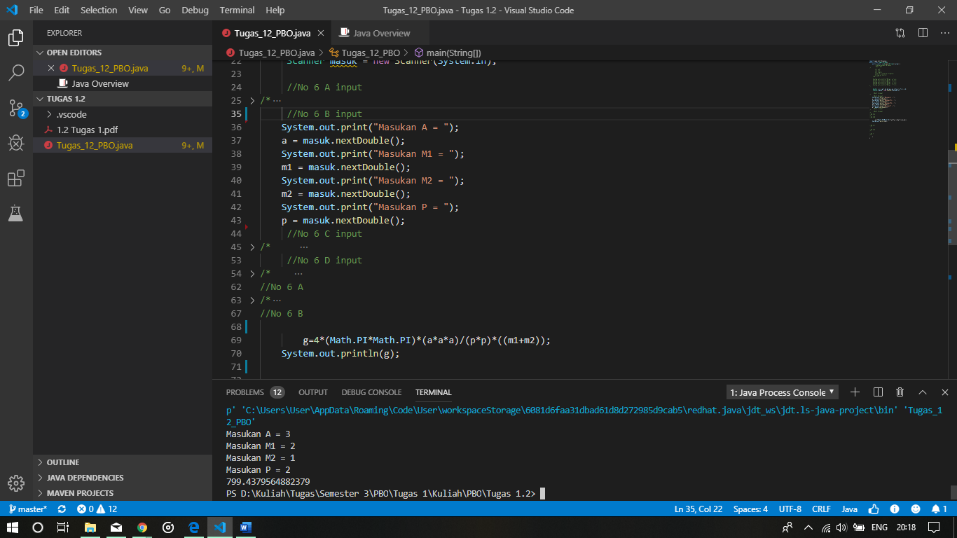 File Edit Selection View Go Debug Terminal Help
Tugas_12_PBO.java - Tugas 1.2 - Visual Studio Code
EXPLORER
OPEN EDITORS
Tugas_12_PBO.java 9+, M
Java Overview
TUGAS 1.2
.vscode
1.2 Tugas 1.pdf
Tugas_12_PBO.java 9+, M
OUTLINE
JAVA DEPENDENCIES
MAVEN PROJECTS
2
Tugas_12_PBO.java Java Overview
Tugas_12_PBO.java > Tugas_12_PBO > main(String[])
22 Scanner masuk = new Scanner(System.in);
23
24 //No 6 A input
25 /*···
35 //No 6 B input
36 System.out.print("Masukan A = ");
37 a = masuk.nextDouble();
38 System.out.print("Masukan M1 = ");
39 m1 = masuk.nextDouble();
40 System.out.print("Masukan M2 = ");
41 m2 = masuk.nextDouble();
42 System.out.print("Masukan P = ");
43 p = masuk.nextDouble();
44 //No 6 C input
45 /* ···
53 //No 6 D input
54 /* ···
62 //No 6 A
63 /*···
67 //No 6 B
68
69 g=4*(Math.PI*Math.PI)*(a*a*a)/(p*p)*((m1+m2));
70 System.out.println(g);
71
PROBLEMS 12 OUTPUT DEBUG CONSOLE TERMINAL 1: Java Process Console
p' 'C:\Users\User\AppData\Roaming\Code\User\workspaceStorage\6081d6faa31dbad61d8d272985d9cab5\redhat.java\jdt_ws\jdt.ls-java-project\bin' 'Tugas_1
2_PBO'
Masukan A = 3
Masukan M1 = 2
Masukan M2 = 1
Masukan P = 2
799.4379564882379
PS D:\Kuliah\Tugas\Semester 3\PBO\Tugas 1\Kuliah\PBO\Tugas 1.2>
master* 0 12 Ln 35, Col 22 Spaces: 4 UTF-8 CRLF Java 1
ENG 20:18